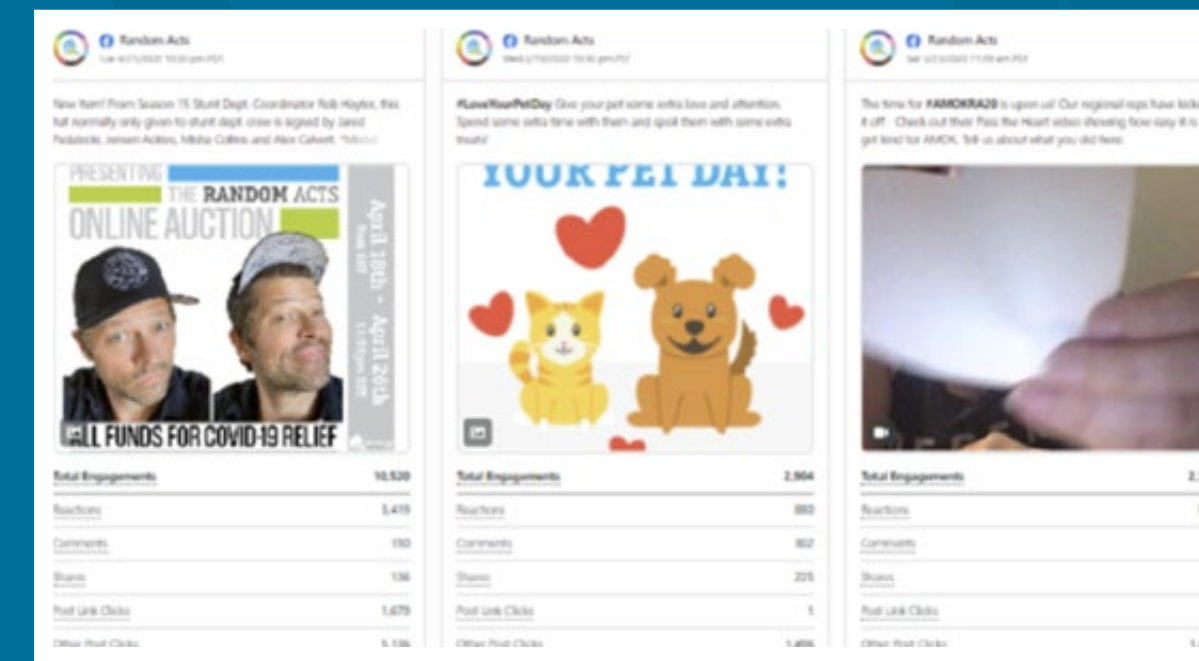 Random Acts
New Item! From Season 15 Stunt Dept. Coordinator Rob Hayter, this
hat normally only given to stunt dept. crew is signed by Jared
Padalecki, Jensen Ackles, Misha Collins and Alex Calvert.
PRESENTING
THE RANDOM ACTS
ONLINE AUCTION
April 18th - April 26th
11:59pm EDT
ALL FUNDS FOR COVID-19 RELIEF
Total Engagements 10,520
Reactions 3,419
Comments 150
Shares 136
Post Link Clicks 1,679
Other Post Clicks 5,136
Random Acts
#LoveYourPetDay Give your pet some extra love and attention.
Spend some extra time with them and spoil them with some extra
treats!
YOUR PET DAY!
Total Engagements 2,904
Reactions 880
Comments 302
Shares 225
Post Link Clicks 1
Other Post Clicks 1,496
Random Acts
The time for #AMOKRA20 is upon us! Our regional reps have
it off - Check out their Pass the Heart video showing how easy it is
get kind for AMOK. Tell us about what you did here:
Total Engagements
Reactions
Comments
Shares
Post Link Clicks
Other Post Clicks